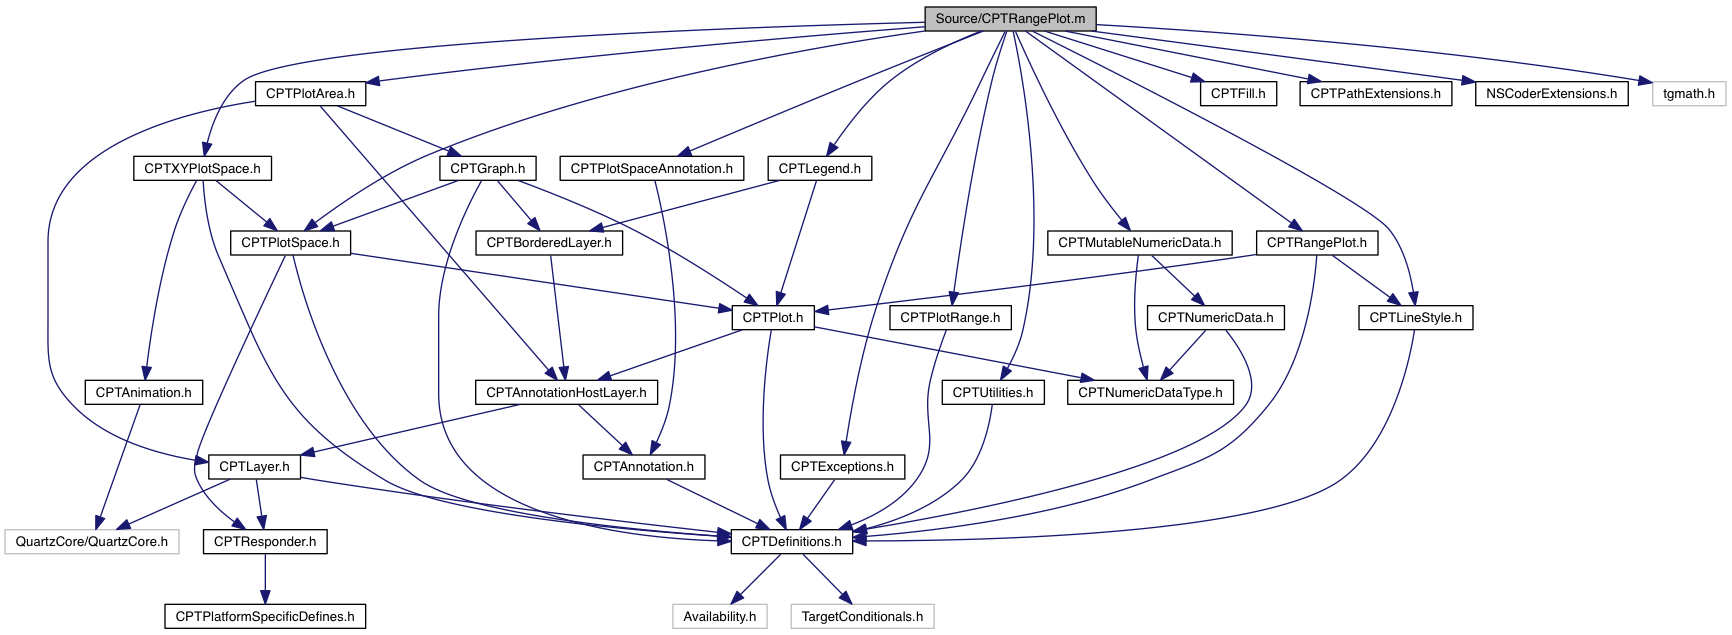 Source/CPTRangePlot.m
CPTPlotArea.h
CPTFill.h
CPTPathExtensions.h
NSCoderExtensions.h
tgmath.h
CPTXYPlotSpace.h
CPTGraph.h
CPTPlotSpaceAnnotation.h
CPTLegend.h
CPTPlotSpace.h
CPTBorderedLayer.h
CPTMutableNumericData.h
CPTRangePlot.h
CPTPlot.h
CPTPlotRange.h
CPTNumericData.h
CPTLineStyle.h
CPTAnimation.h
CPTAnnotationHostLayer.h
CPTUtilities.h
CPTNumericDataType.h
CPTLayer.h
CPTAnnotation.h
CPTExceptions.h
QuartzCore/QuartzCore.h
CPTResponder.h
CPTDefinitions.h
CPTPlatformSpecificDefines.h
Availability.h
TargetConditionals.h